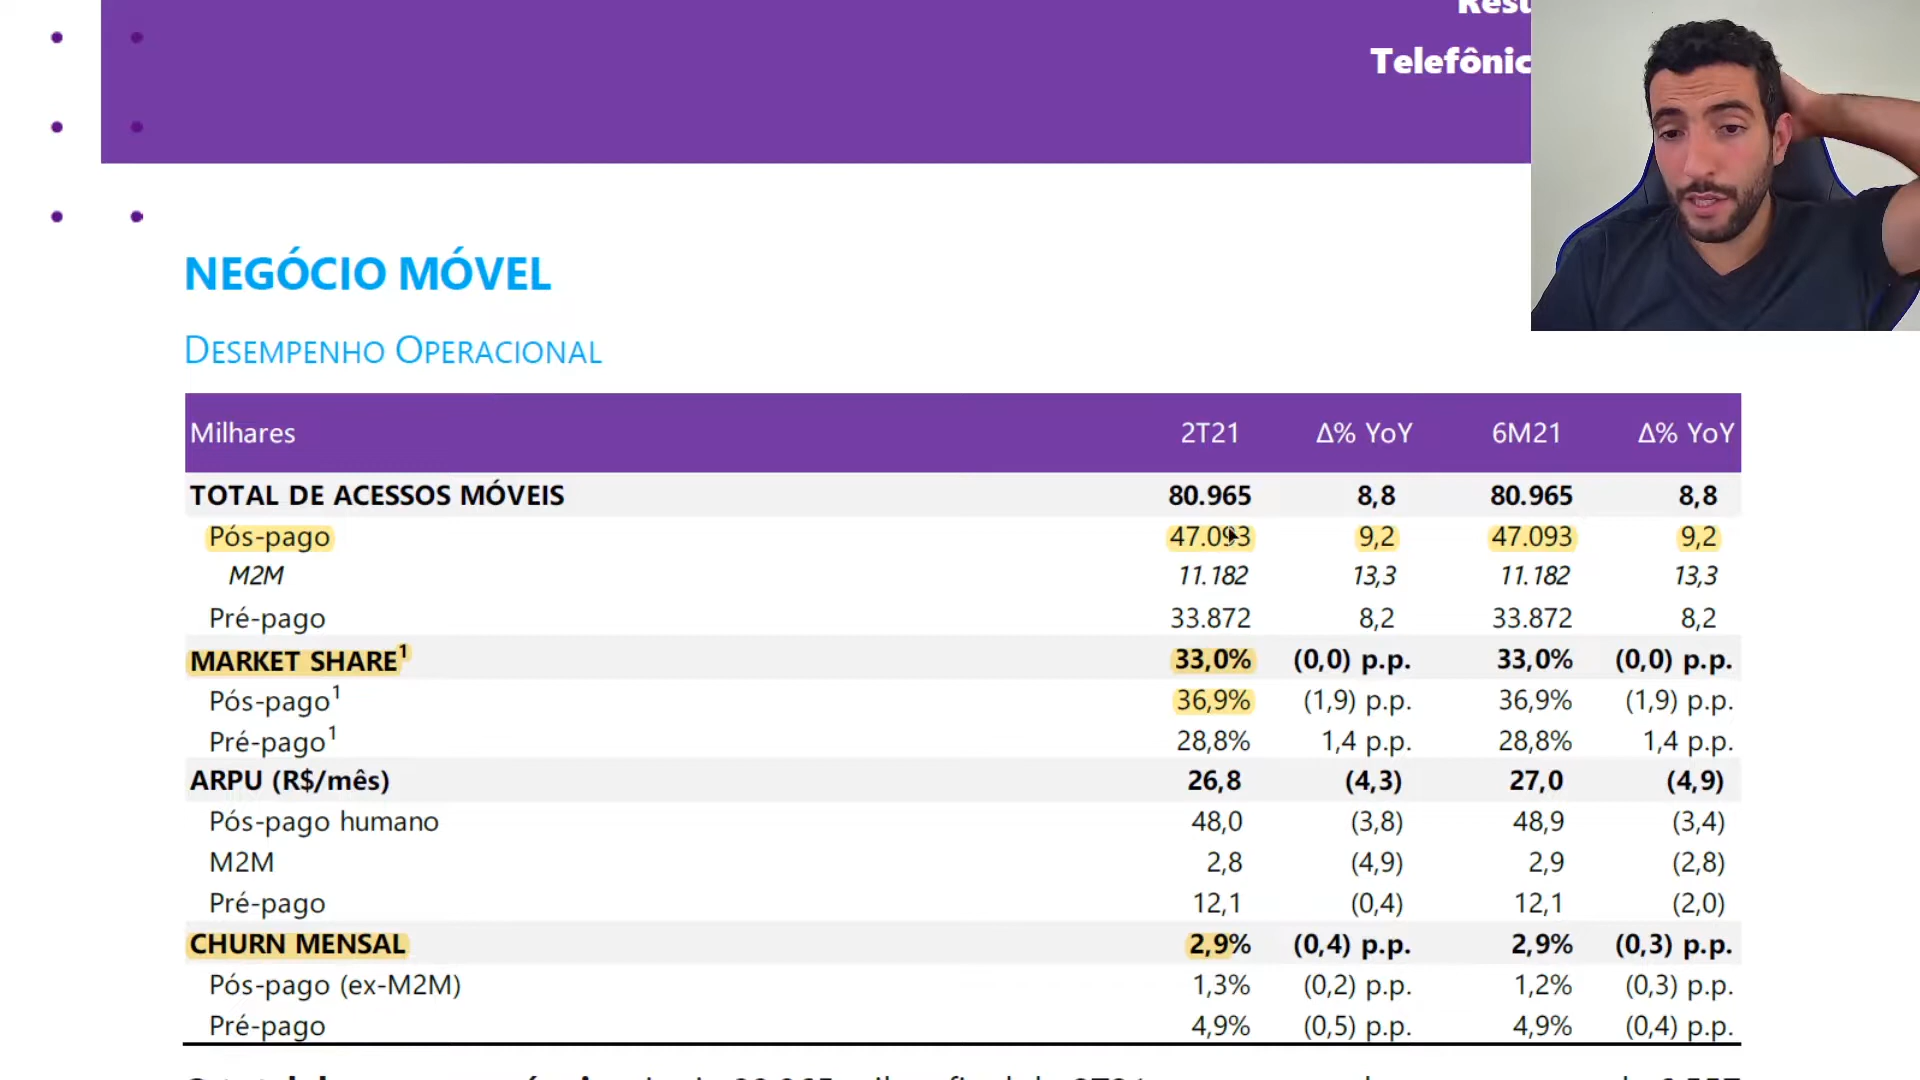 Telefônic
NEGÓCIO MÓVEL
DESEMPENHO OPERACIONAL
Milhares 2T21 Δ% YoY 6M21 Δ% YoY
TOTAL DE ACESSOS MÓVEIS 80.965 8,8 80.965 8,8
Pós-pago 47.093 9,2 47.093 9,2
M2M 11.182 13,3 11.182 13,3
Pré-pago 33.872 8,2 33.872 8,2
MARKET SHARE¹ 33,0% (0,0) p.p. 33,0% (0,0) p.p.
Pós-pago¹ 36,9% (1,9) p.p. 36,9% (1,9) p.p.
Pré-pago¹ 28,8% 1,4 p.p. 28,8% 1,4 p.p.
ARPU (R$/mês) 26,8 (4,3) 27,0 (4,9)
Pós-pago humano 48,0 (3,8) 48,9 (3,4)
M2M 2,8 (4,9) 2,9 (2,8)
Pré-pago 12,1 (0,4) 12,1 (2,0)
CHURN MENSAL 2,9% (0,4) p.p. 2,9% (0,3) p.p.
Pós-pago (ex-M2M) 1,3% (0,2) p.p. 1,2% (0,3) p.p.
Pré-pago 4,9% (0,5) p.p. 4,9% (0,4) p.p.